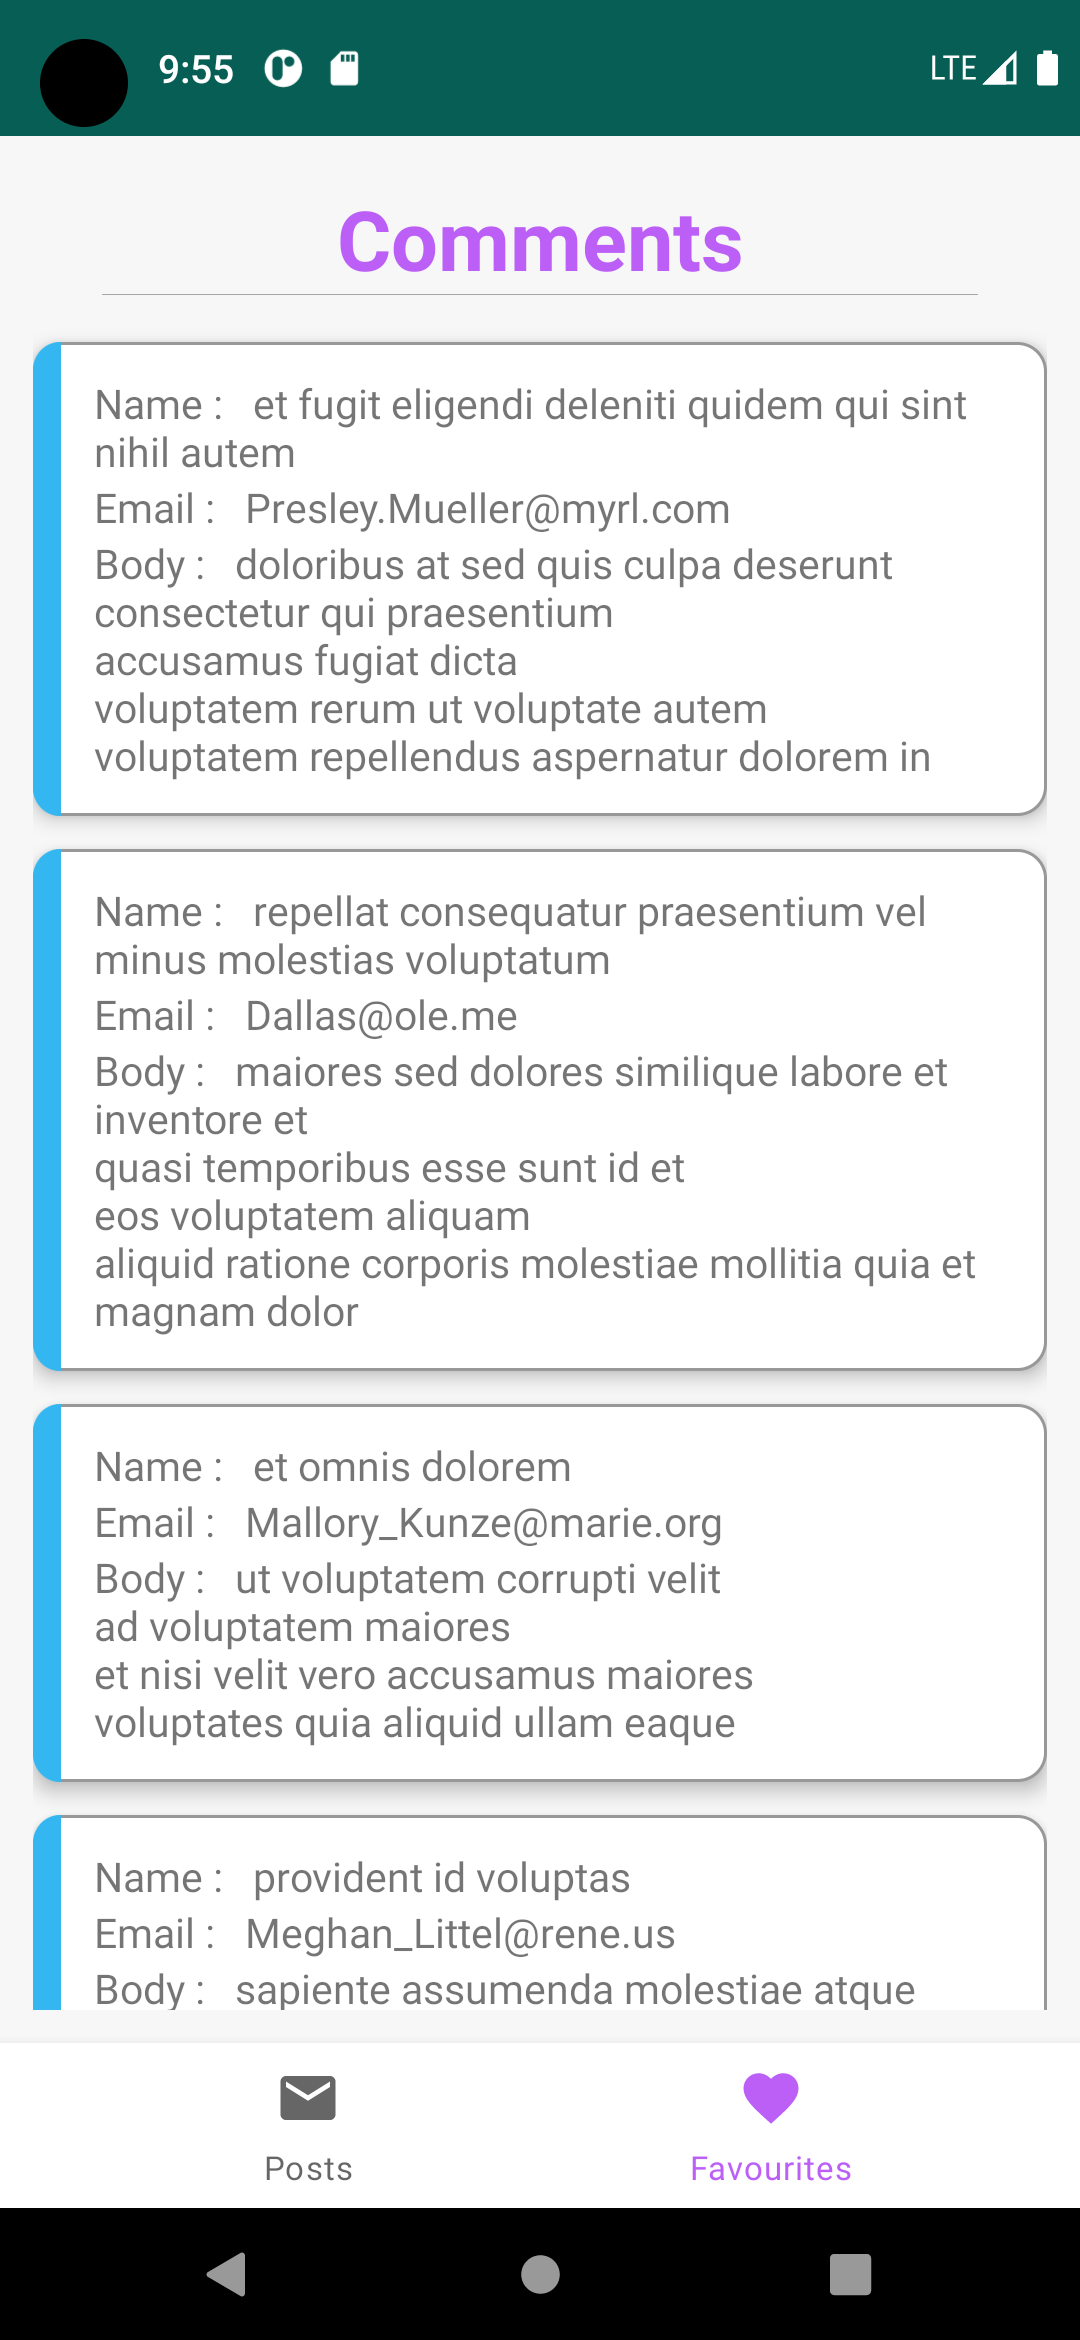 9:55
LTE
Comments
Name :   et fugit eligendi deleniti quidem qui sint
nihil autem
Email :   Presley.Mueller@myrl.com
Body :   doloribus at sed quis culpa deserunt
consectetur qui praesentium
accusamus fugiat dicta
voluptatem rerum ut voluptate autem
voluptatem repellendus aspernatur dolorem in
Name :   repellat consequatur praesentium vel
minus molestias voluptatum
Email :   Dallas@ole.me
Body :   maiores sed dolores similique labore et
inventore et
quasi temporibus esse sunt id et
eos voluptatem aliquam
aliquid ratione corporis molestiae mollitia quia et
magnam dolor
Name :   et omnis dolorem
Email :   Mallory_Kunze@marie.org
Body :   ut voluptatem corrupti velit
ad voluptatem maiores
et nisi velit vero accusamus maiores
voluptates quia aliquid ullam eaque
Name :   provident id voluptas
Email :   Meghan_Littel@rene.us
Body :   sapiente assumenda molestiae atque
Posts
Favourites